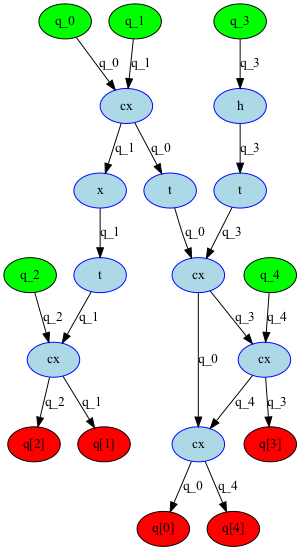 q_0 q_1 q_3
q_0 q_1 q_3
cx h
q_1 q_0 q_3
x t t
q_1 q_0 q_3
q_2 t cx q_4
q_2 q_1 q_3 q_4
cx q_0 cx
q_2 q_1 q_4 q_3
q[2] q[1] cx q[3]
q_0 q_4
q[0] q[4]